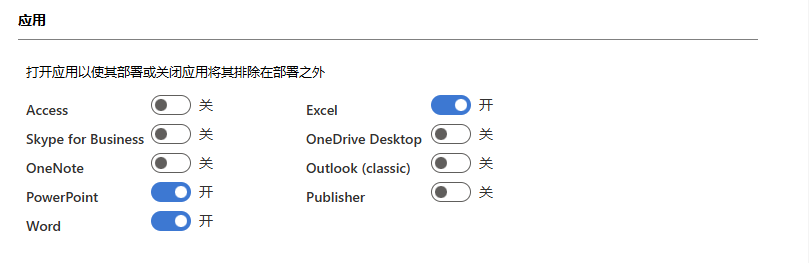 应用
打开应用以使其部署或关闭应用将其排除在部署之外
Access 关 Excel 开
Skype for Business 关 OneDrive Desktop 关
OneNote 关 Outlook (classic) 关
PowerPoint 开 Publisher 关
Word 开